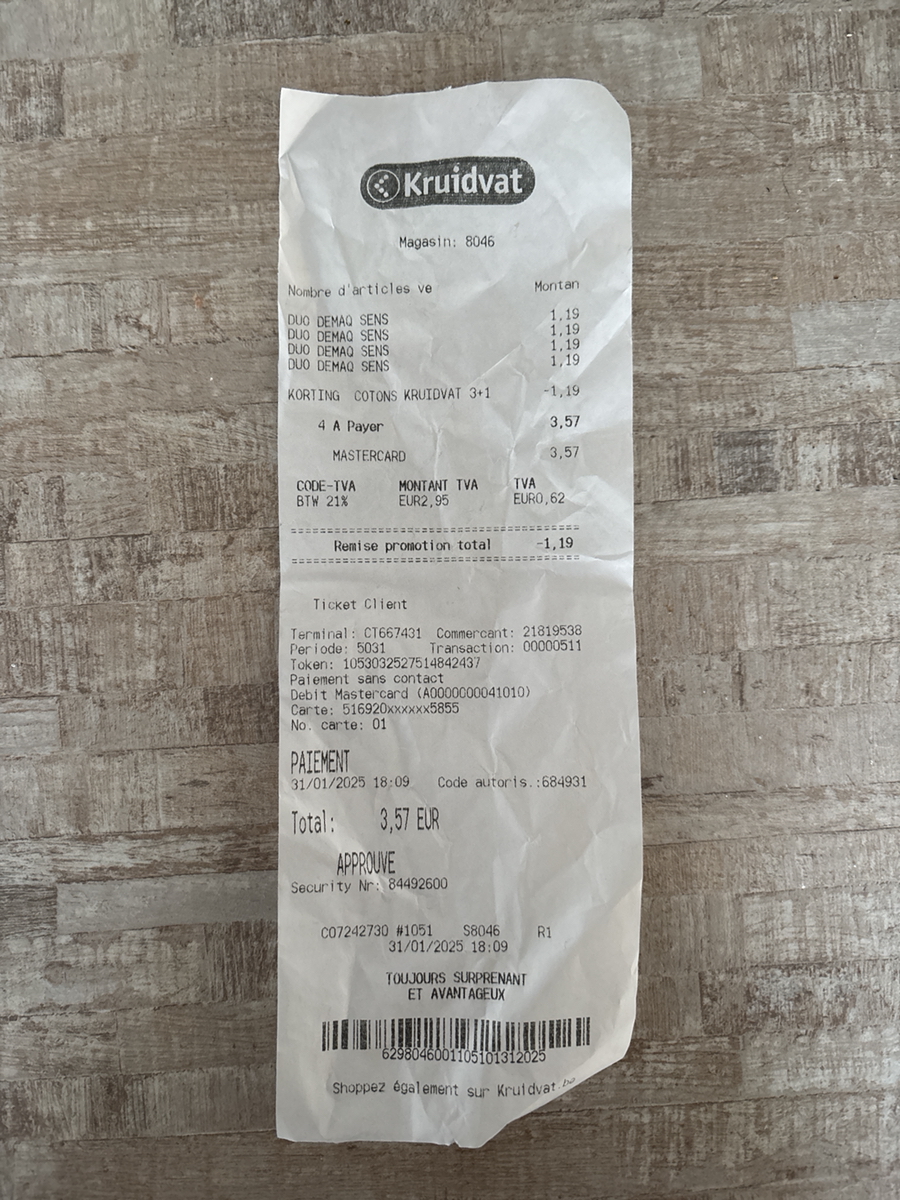 Kruidvat
Magasin: 8046
Nombre d'articles ve Montan
DUO DEMAQ SENS 1,19
DUO DEMAQ SENS 1,19
DUO DEMAQ SENS 1,19
DUO DEMAQ SENS 1,19
KORTING COTONS KRUIDVAT 3+1 -1,19
4 A Payer 3,57
MASTERCARD 3,57
CODE-TVA MONTANT TVA TVA
BTW 21% EUR2,95 EUR0,62
================================
Remise promotion total -1,19
================================
Ticket Client
Terminal: CT667431 Commercant: 21819538
Periode: 5031 Transaction: 00000511
Token: 1053032527514842437
Paiement sans contact
Debit Mastercard (A0000000041010)
Carte: 516920xxxxxx5855
No. carte: 01
PAIEMENT
31/01/2025 18:09 Code autoris.:684931
Total: 3,57 EUR
APPROUVE
Security Nr: 84492600
C07242730 #1051 S8046 R1
31/01/2025 18:09
TOUJOURS SURPRENANT
ET AVANTAGEUX
6298046001105101312025
Shoppez également sur Kruidvat.be